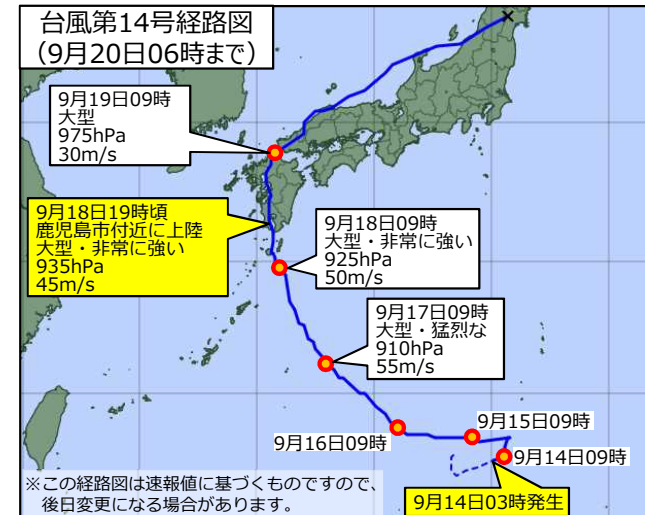 台風第14号経路図
（9月20日06時まで）
9月19日09時
大型
975hPa
30m/s
9月18日19時頃
鹿児島市付近に上陸
大型・非常に強い
935hPa
45m/s
9月18日09時
大型・非常に強い
925hPa
50m/s
9月17日09時
大型・猛烈な
910hPa
55m/s
9月16日09時
9月15日09時
9月14日09時
9月14日03時発生
※この経路図は速報値に基づくものですので、
後日変更になる場合があります。